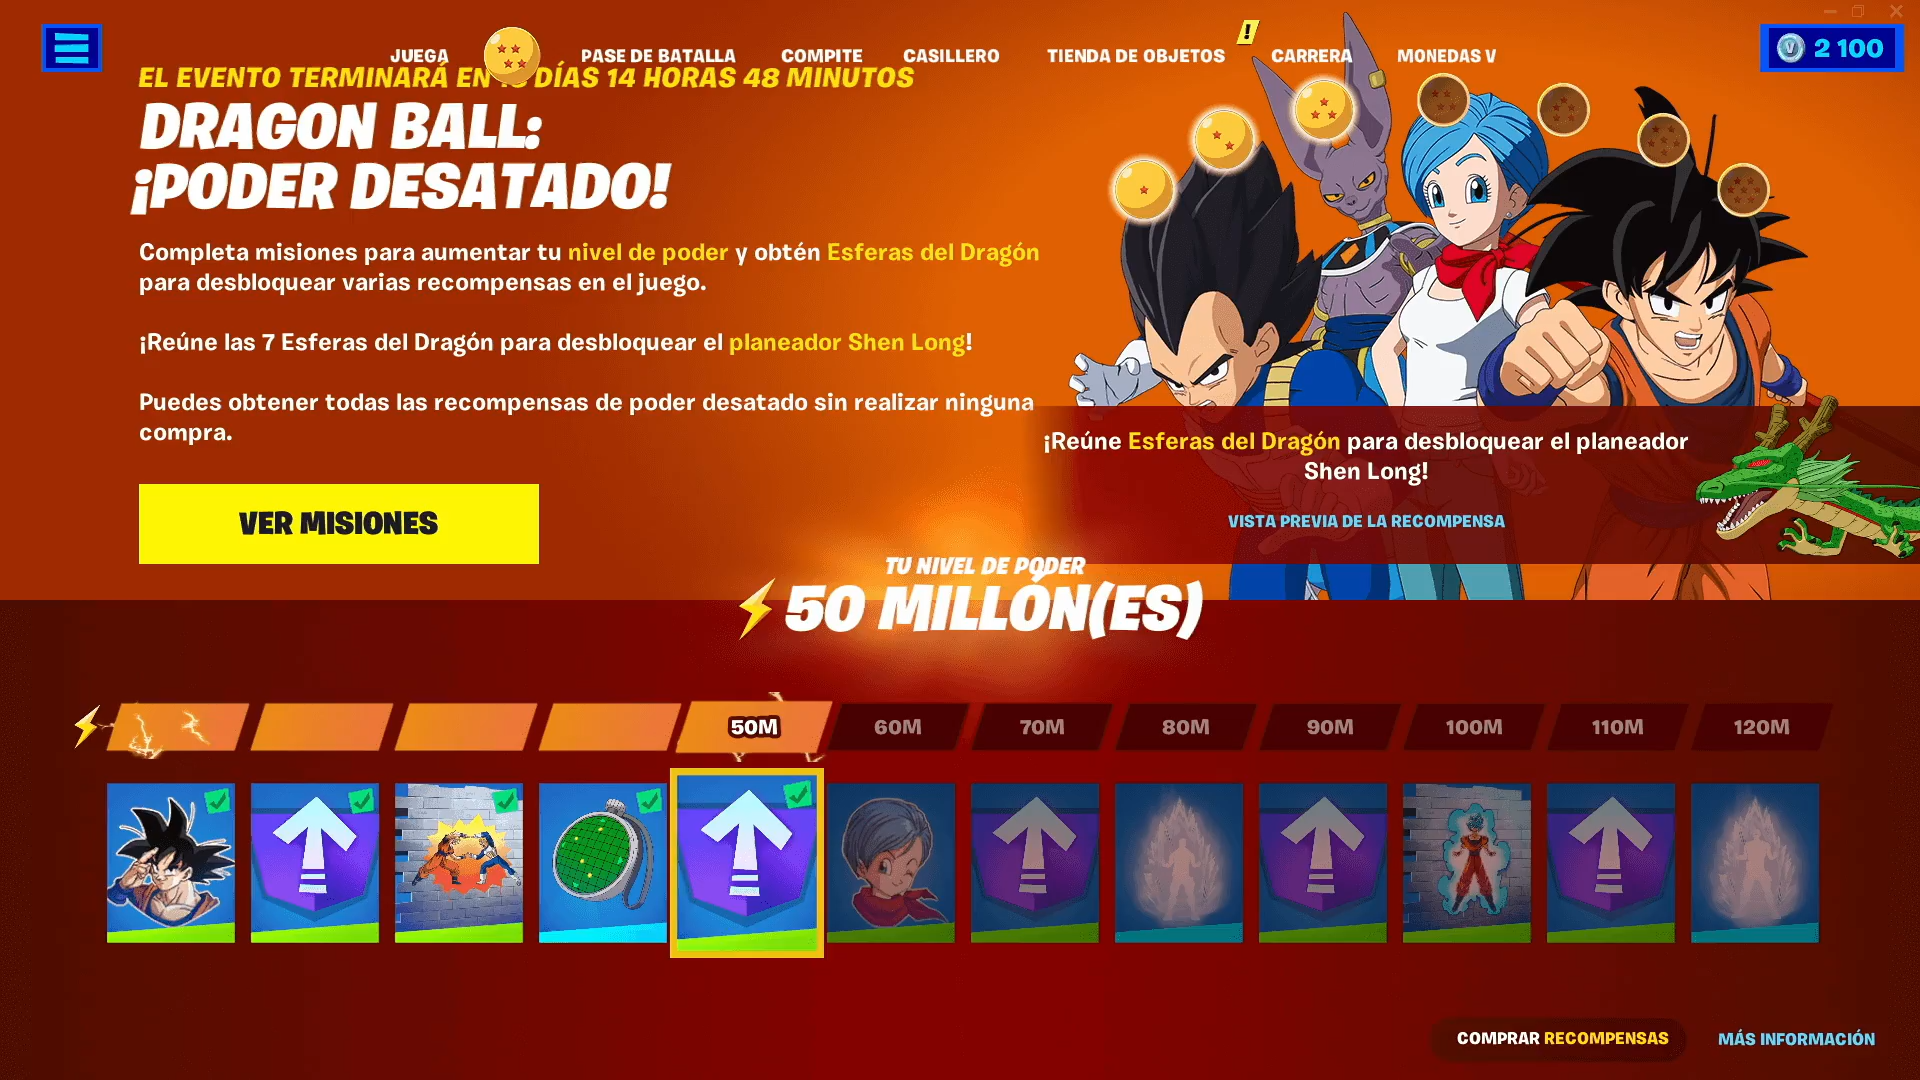 JUEGA
PASE DE BATALLA
COMPITE
CASILLERO
TIENDA DE OBJETOS
!
CARRERA
MONEDAS V
2 100
EL EVENTO TERMINARÁ EN DÍAS 14 HORAS 48 MINUTOS
DRAGON BALL:
¡PODER DESATADO!
Completa misiones para aumentar tu nivel de poder y obtén Esferas del Dragón
para desbloquear varias recompensas en el juego.
¡Reúne las 7 Esferas del Dragón para desbloquear el planeador Shen Long!
Puedes obtener todas las recompensas de poder desatado sin realizar ninguna
compra.
VER MISIONES
¡Reúne Esferas del Dragón para desbloquear el planeador
Shen Long!
VISTA PREVIA DE LA RECOMPENSA
TU NIVEL DE PODER
50 MILLÓN(ES)
50M
60M
70M
80M
90M
100M
110M
120M
COMPRAR RECOMPENSAS
MÁS INFORMACIÓN